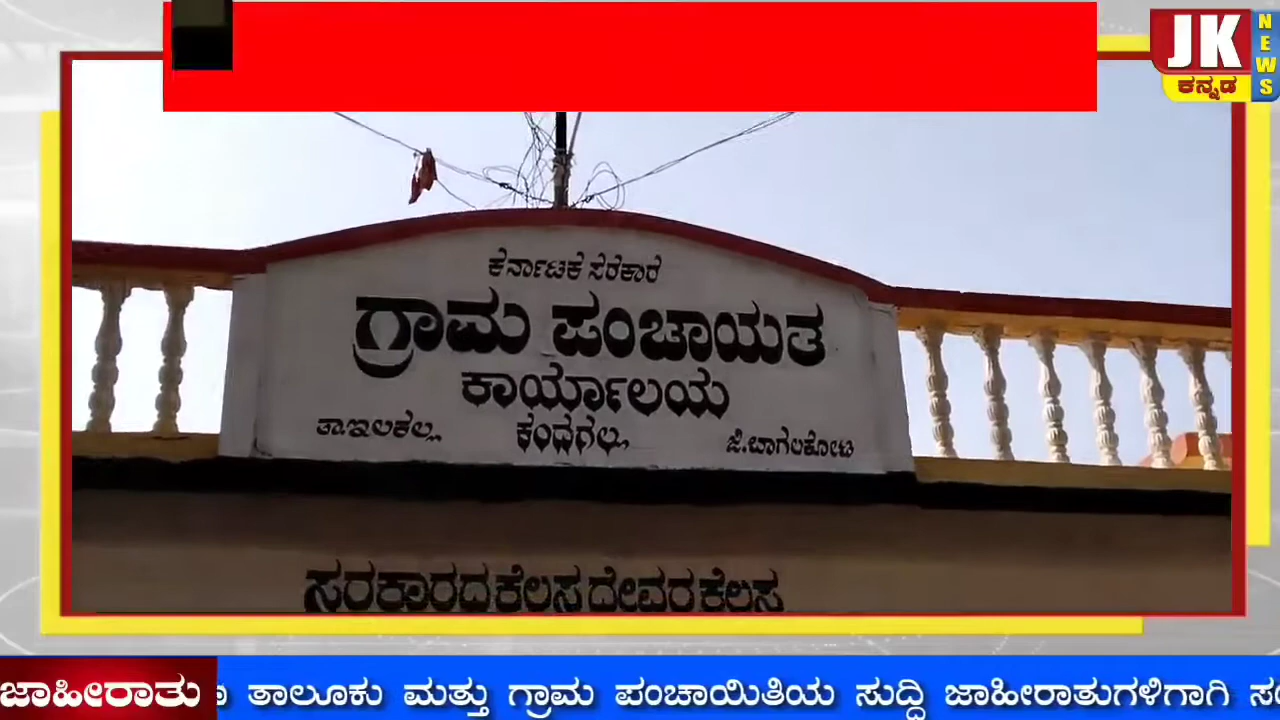 JK
NEWS
ಕನ್ನಡ
ಕರ್ನಾಟಕ ಸರಕಾರ
ಗ್ರಾಮ ಪಂಚಾಯತ
ಕಾರ್ಯಾಲಯ
ತಾ.ಇಲಕಲ್ಲ ಕಂದಗಲ್ಲ ಜಿ.ಬಾಗಲಕೋಟ
ಸರಕಾರದ ಕೆಲಸ ದೇವರ ಕೆಲಸ
ಜಾಹೀರಾತು ತಾಲೂಕು ಮತ್ತು ಗ್ರಾಮ ಪಂಚಾಯಿತಿಯ ಸುದ್ದಿ ಜಾಹೀರಾತುಗಳಿಗಾಗಿ